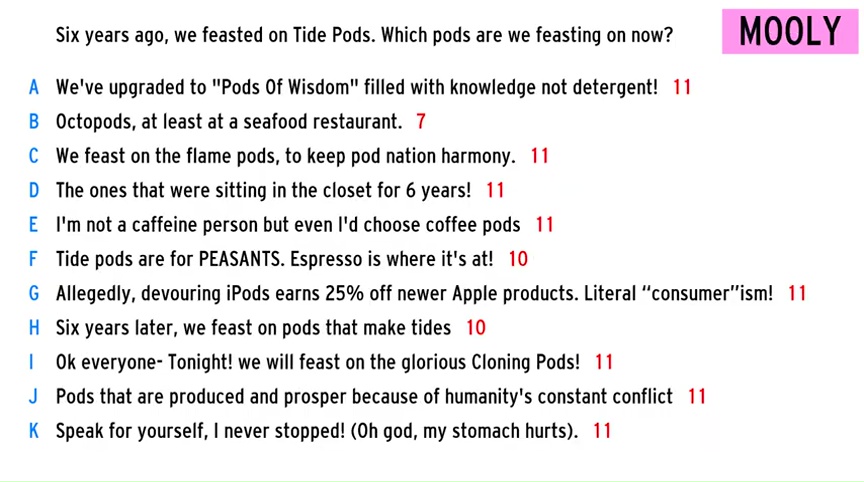 Six years ago, we feasted on Tide Pods. Which pods are we feasting on now?
MOOLY
A We've upgraded to "Pods Of Wisdom" filled with knowledge not detergent! 11
B Octopods, at least at a seafood restaurant. 7
C We feast on the flame pods, to keep pod nation harmony. 11
D The ones that were sitting in the closet for 6 years! 11
E I'm not a caffeine person but even I'd choose coffee pods 11
F Tide pods are for PEASANTS. Espresso is where it's at! 10
G Allegedly, devouring iPods earns 25% off newer Apple products. Literal “consumer”ism! 11
H Six years later, we feast on pods that make tides 10
I Ok everyone- Tonight! we will feast on the glorious Cloning Pods! 11
J Pods that are produced and prosper because of humanity's constant conflict 11
K Speak for yourself, I never stopped! (Oh god, my stomach hurts). 11